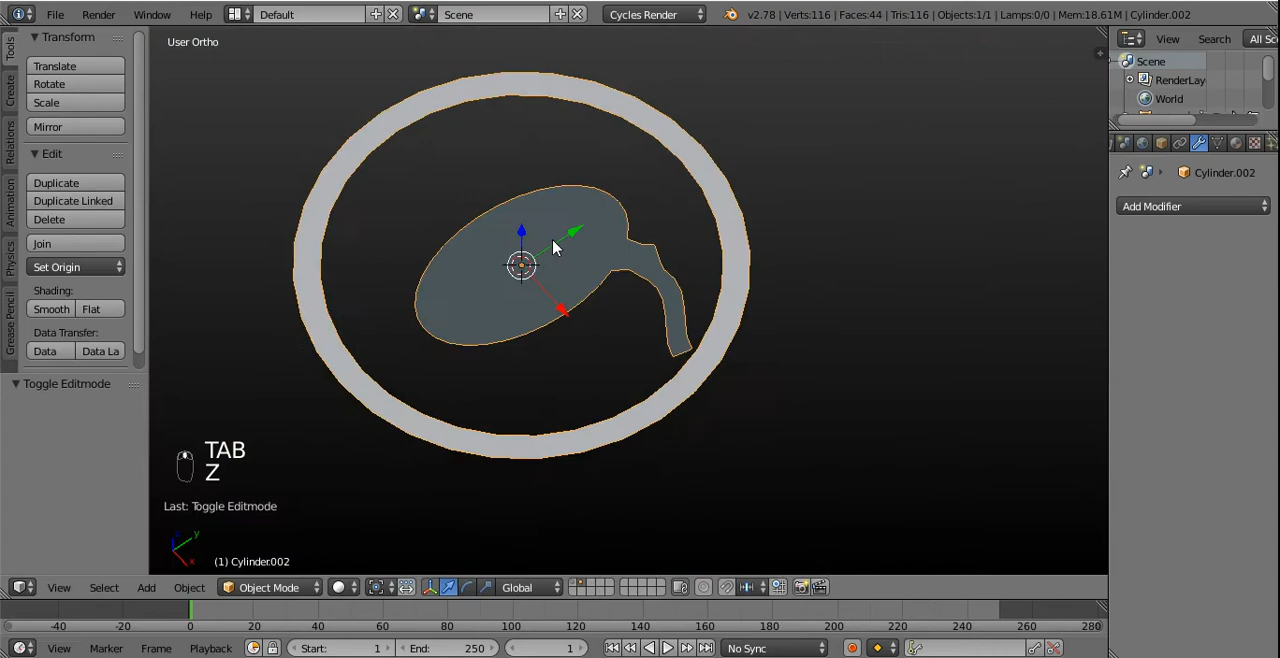 File Render Window Help Default Scene Cycles Render v2.78 | Verts:116 | Faces:44 | Tris:116 | Objects:1/1 | Lamps:0/0 | Mem:18.61M | Cylinder.002
Tools
Create
Relations
Animation
Physics
Grease Pencil
Transform
Translate
Rotate
Scale
Mirror
Edit
Duplicate
Duplicate Linked
Delete
Join
Set Origin
Shading:
Smooth Flat
Data Transfer:
Data Data La
Toggle Editmode
User Ortho
TAB
Z
Last: Toggle Editmode
z y x
(1) Cylinder.002
View Search All Sc
Scene
RenderLay
World
Cylinder.002
Add Modifier
View Select Add Object Object Mode Global
-40 -20 0 20 40 60 80 100 120 140 160 180 200 220 240 260 280
View Marker Frame Playback Start: 1 End: 250 1 No Sync